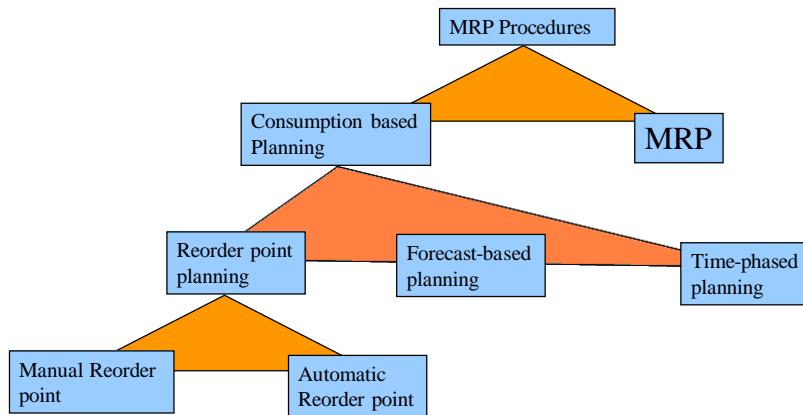 MRP Procedures
Consumption based
Planning
MRP
Reorder point
planning
Forecast-based
planning
Time-phased
planning
Manual Reorder
point
Automatic
Reorder point